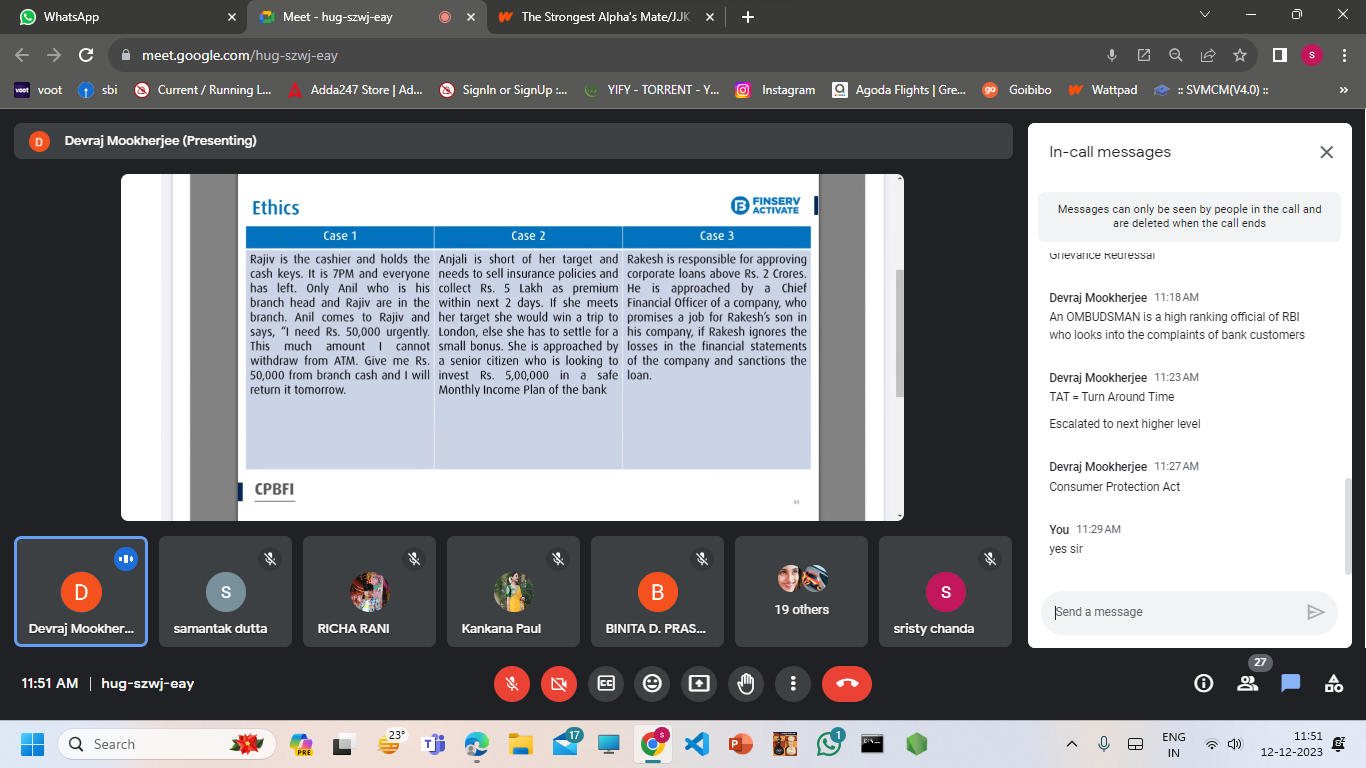 WhatsApp
Meet - hug-szwj-eay
The Strongest Alpha's Mate/JJK
meet.google.com/hug-szwj-eay
S
voot
voot
sbi
Current / Running L...
Adda247 Store | Ad...
SignIn or SignUp :...
YIFY - TORRENT - Y...
Instagram
Agoda Flights | Gre...
go
Goibibo
Wattpad
:: SVMCM(V4.0) ::
»
D
Devraj Mookherjee (Presenting)
Ethics
FINSERV
ACTIVATE
Case 1
Rajiv is the cashier and holds the
cash keys. It is 7PM and everyone
has left. Only Anil who is his
branch head and Rajiv are in the
branch. Anil comes to Rajiv and
says, “I need Rs. 50,000 urgently.
This much amount I cannot
withdraw from ATM. Give me Rs.
50,000 from branch cash and I will
return it tomorrow.
Case 2
Anjali is short of her target and
needs to sell insurance policies and
collect Rs. 5 Lakh as premium
within next 2 days. If she meets
her target she would win a trip to
London, else she has to settle for a
small bonus. She is approached by
a senior citizen who is looking to
invest Rs. 5,00,000 in a safe
Monthly Income Plan of the bank
Case 3
Rakesh is responsible for approving
corporate loans above Rs. 2 Crores.
He is approached by a Chief
Financial Officer of a company, who
promises a job for Rakesh’s son in
his company, if Rakesh ignores the
losses in the financial statements
of the company and sanctions the
loan.
CPBFI
In-call messages
Messages can only be seen by people in the call and
are deleted when the call ends
Grievance Redressal
Devraj Mookherjee 11:18 AM
An OMBUDSMAN is a high ranking official of RBI
who looks into the complaints of bank customers
Devraj Mookherjee 11:23 AM
TAT = Turn Around Time
Escalated to next higher level
Devraj Mookherjee 11:27 AM
Consumer Protection Act
You 11:29 AM
yes sir
Send a message
D
Devraj Mookher...
S
samantak dutta
RICHA RANI
Kankana Paul
B
BINITA D. PRAS...
19 others
S
sristy chanda
11:51 AM | hug-szwj-eay
CC
27
Search
PRE
23°
17
S
1
ENG
IN
11:51
12-12-2023